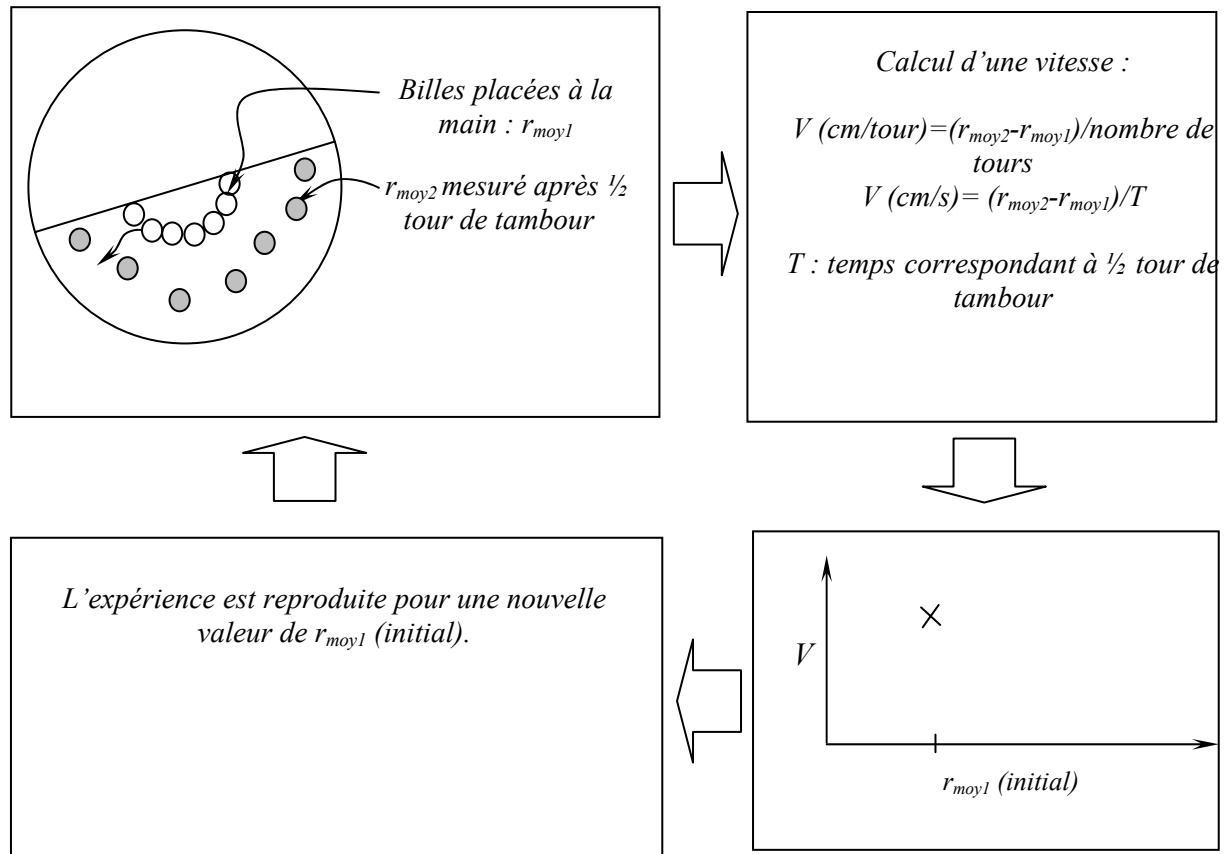 Billes placées à la
main : rmoy1
rmoy2 mesuré après ½
tour de tambour
Calcul d'une vitesse :
V (cm/tour)=(rmoy2-rmoy1)/nombre de
tours
V (cm/s)= (rmoy2-rmoy1)/T
T : temps correspondant à ½ tour de
tambour
L'expérience est reproduite pour une nouvelle
valeur de rmoy1 (initial).
V
rmoy1 (initial)